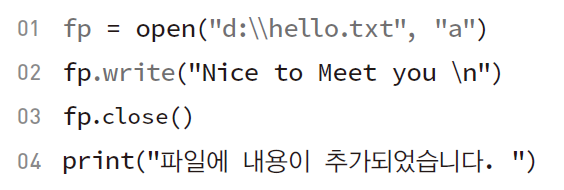 01 fp = open("d:\\hello.txt", "a")
02 fp.write("Nice to Meet you \n")
03 fp.close()
04 print("파일에 내용이 추가되었습니다. ")